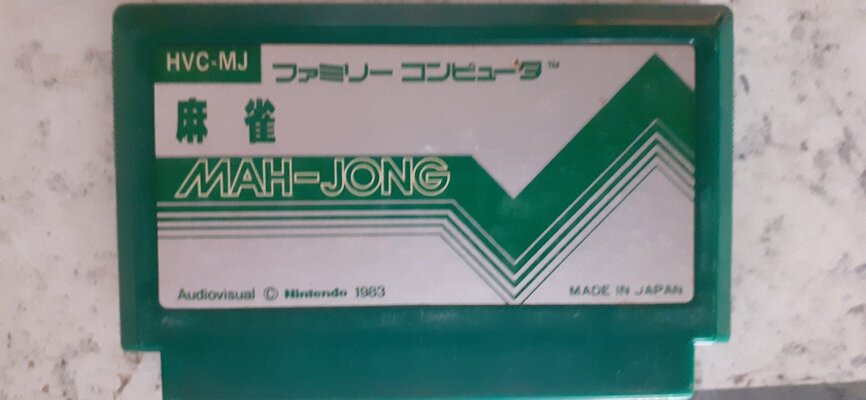 HVC-MJ
ファミリー コンピュータ™
麻雀
MAH-JONG
Audiovisual © Nintendo 1983
MADE IN JAPAN